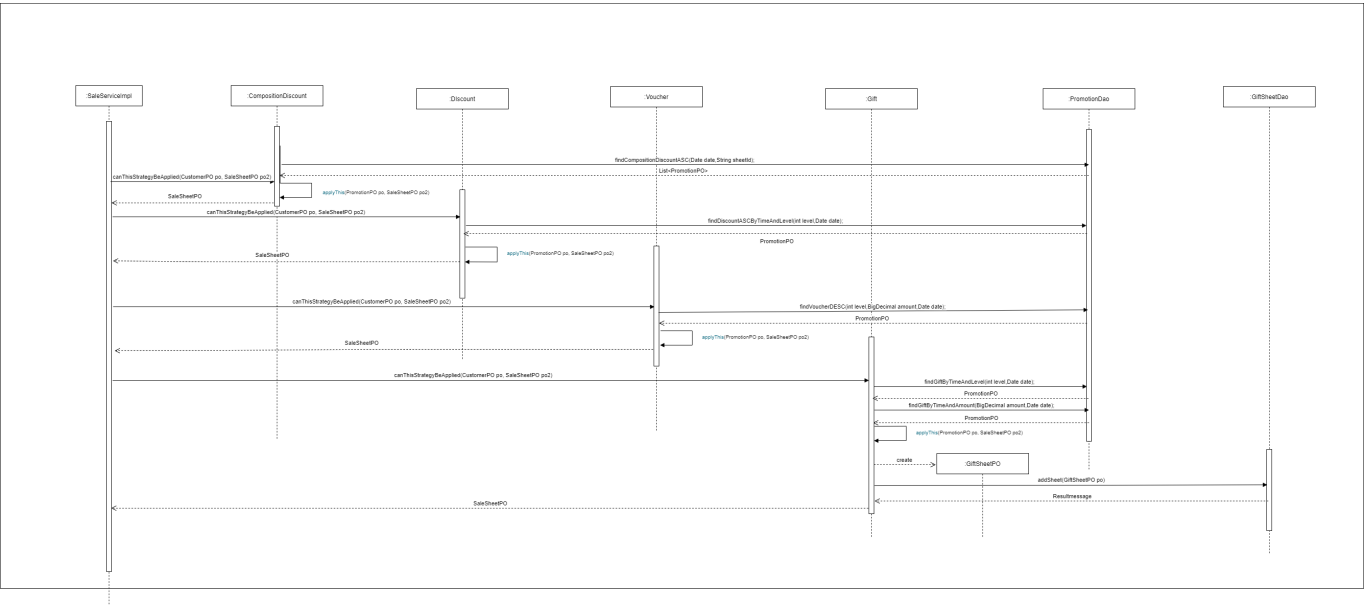 :SaleServiceImpl
:CompositionDiscount
:Discount
:Voucher
:Gift
:PromotionDao
:GiftSheetDao
findCompositionDiscountASC(Date date,String sheetId);
List<PromotionPO>
canThisStrategyBeApplied(CustomerPO po, SaleSheetPO po2)
applyThis(PromotionPO po, SaleSheetPO po2)
SaleSheetPO
canThisStrategyBeApplied(CustomerPO po, SaleSheetPO po2)
findDiscountASCByTimeAndLevel(int level,Date date);
PromotionPO
applyThis(PromotionPO po, SaleSheetPO po2)
SaleSheetPO
canThisStrategyBeApplied(CustomerPO po, SaleSheetPO po2)
findVoucherDESC(int level,BigDecimal amount,Date date);
PromotionPO
applyThis(PromotionPO po, SaleSheetPO po2)
SaleSheetPO
canThisStrategyBeApplied(CustomerPO po, SaleSheetPO po2)
findGiftByTimeAndLevel(int level,Date date);
PromotionPO
findGiftByTimeAndAmount(BigDecimal amount,Date date);
PromotionPO
applyThis(PromotionPO po, SaleSheetPO po2)
create
:GiftSheetPO
addSheet(GiftSheetPO po)
Resultmessage
SaleSheetPO